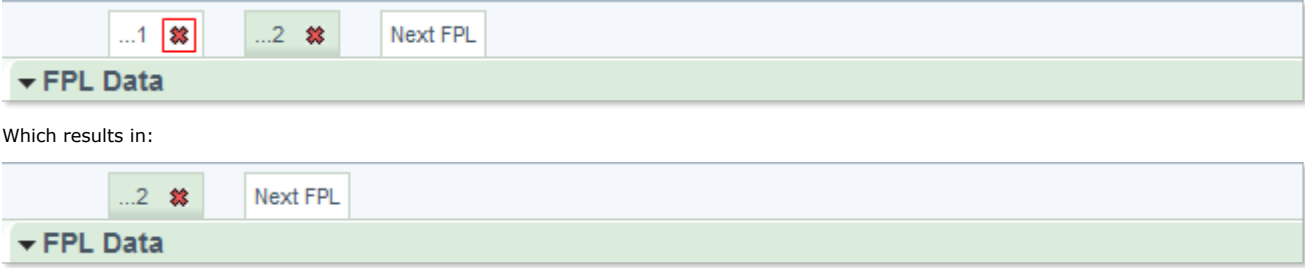 ...1 ...2 Next FPL
FPL Data
Which results in:
...2 Next FPL
FPL Data